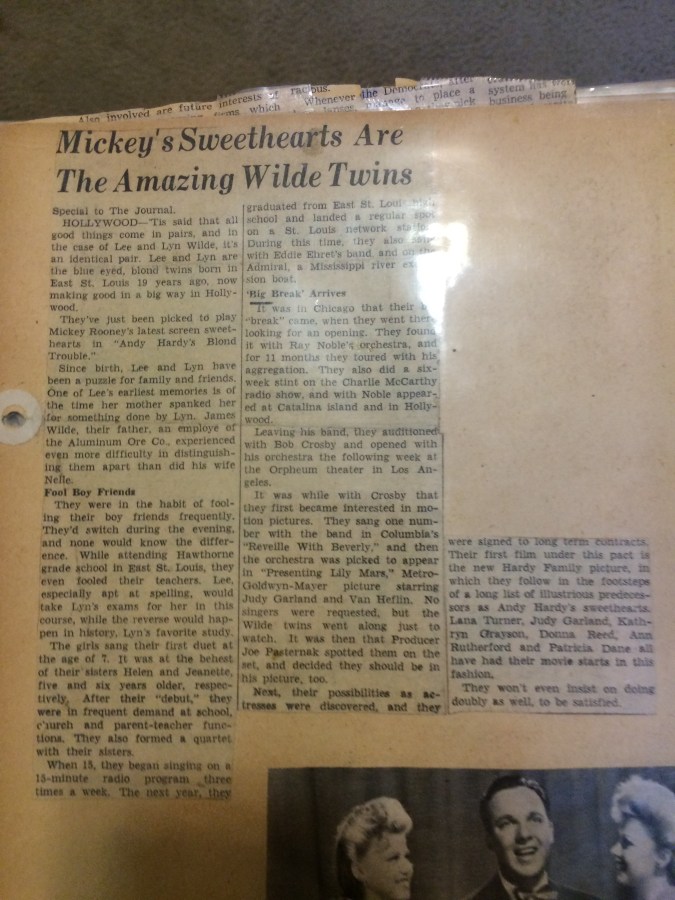 Also involved are future interests of
which
racious.
Whenever the Democ
to place a
system
business being
Mickey's Sweethearts Are
The Amazing Wilde Twins
Special to The Journal.
HOLLYWOOD—'Tis said that all
good things come in pairs, and in
the case of Lee and Lyn Wilde, it's
an identical pair. Lee and Lyn are
the blue eyed, blond twins born in
East St. Louis 19 years ago, now
making good in a big way in Holly-
wood.
They've just been picked to play
Mickey Rooney's latest screen sweet-
hearts in "Andy Hardy's Blond
Trouble."
Since birth, Lee and Lyn have
been a puzzle for family and friends.
One of Lee's earliest memories is of
the time her mother spanked her
for something done by Lyn. James
Wilde, their father, an employe of
the Aluminum Ore Co., experienced
even more difficulty in distinguish-
ing them apart than did his wife
Nelle.
Fool Boy Friends
They were in the habit of fool-
ing their boy friends frequently.
They'd switch during the evening,
and none would know the differ-
ence. While attending Hawthorne
grade school in East St. Louis, they
even fooled their teachers. Lee,
especially apt at spelling, would
take Lyn's exams for her in this
course, while the reverse would hap-
pen in history, Lyn's favorite study.
The girls sang their first duet at
the age of 7. It was at the behest
of their sisters Helen and Jeanette,
five and six years older, respec-
tively. After their "debut," they
were in frequent demand at school,
church and parent-teacher func-
tions. They also formed a quartet
with their sisters.
When 15, they began singing on a
15-minute radio program three
times a week. The next year, they
graduated from East St. Louis high
school and landed a regular spot
on a St. Louis network station.
During this time, they also sang
with Eddie Ehret's band, and on the
Admiral, a Mississippi river excur-
sion boat.
'Big Break' Arrives
It was in Chicago that their
"break" came, when they went there
looking for an opening. They found
it with Ray Noble's orchestra, and
for 11 months they toured with his
aggregation. They also did a six-
week stint on the Charlie McCarthy
radio show, and with Noble appear-
ed at Catalina island and in Holly-
wood.
Leaving his band, they auditioned
with Bob Crosby and opened with
his orchestra the following week at
the Orpheum theater in Los An-
geles.
It was while with Crosby that
they first became interested in mo-
tion pictures. They sang one num-
ber with the band in Columbia's
"Reveille With Beverly," and then
the orchestra was picked to appear
in "Presenting Lily Mars," Metro-
Goldwyn-Mayer picture starring
Judy Garland and Van Heflin. No
singers were requested, but the
Wilde twins went along just to
watch. It was then that Producer
Joe Pasternak spotted them on the
set, and decided they should be in
his picture, too.
Next, their possibilities as ac-
tresses were discovered, and they
were signed to long term contracts.
Their first film under this pact is
the new Hardy Family picture, in
which they follow in the footsteps
of a long list of illustrious predeces-
sors as Andy Hardy's sweethearts.
Lana Turner, Judy Garland, Kath-
ryn Grayson, Donna Reed, Ann
Rutherford and Patricia Dane all
have had their movie starts in this
fashion.
They won't even insist on doing
doubly as well, to be satisfied.